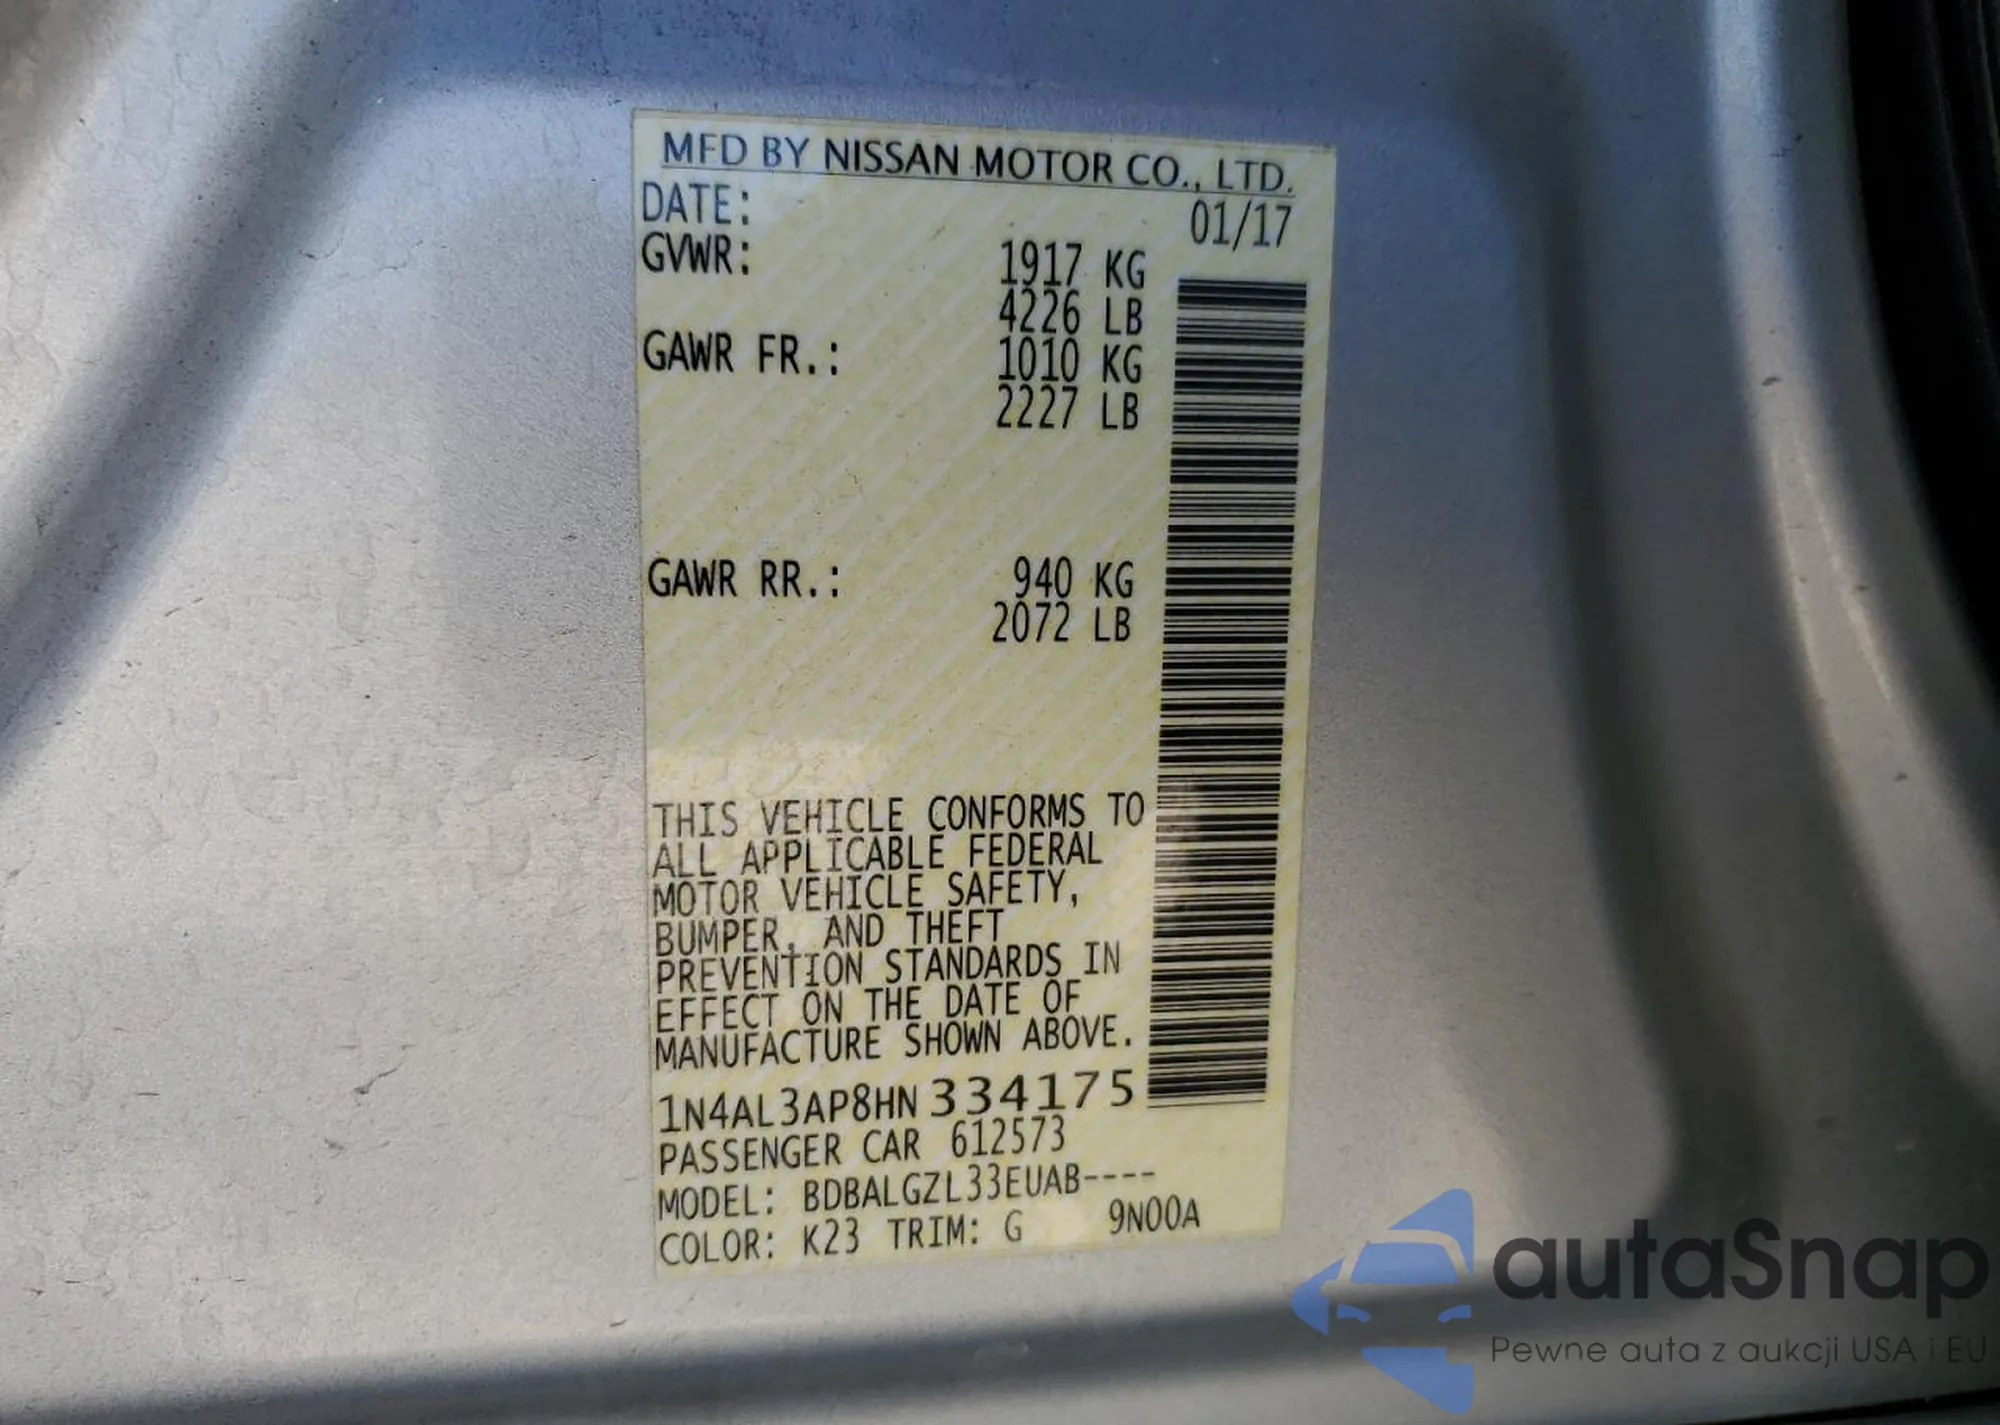 MFD BY NISSAN MOTOR CO., LTD.
DATE: 01/17
GVWR: 1917 KG
4226 LB
GAWR FR.: 1010 KG
2227 LB
GAWR RR.: 940 KG
2072 LB
THIS VEHICLE CONFORMS TO
ALL APPLICABLE FEDERAL
MOTOR VEHICLE SAFETY,
BUMPER, AND THEFT
PREVENTION STANDARDS IN
EFFECT ON THE DATE OF
MANUFACTURE SHOWN ABOVE.
1N4AL3AP8HN334175
PASSENGER CAR 612573
MODEL: BDBALGZL33EUAB----
COLOR: K23 TRIM: G 9N00A
autaSnap
Pewne auta z aukcji USA i EU